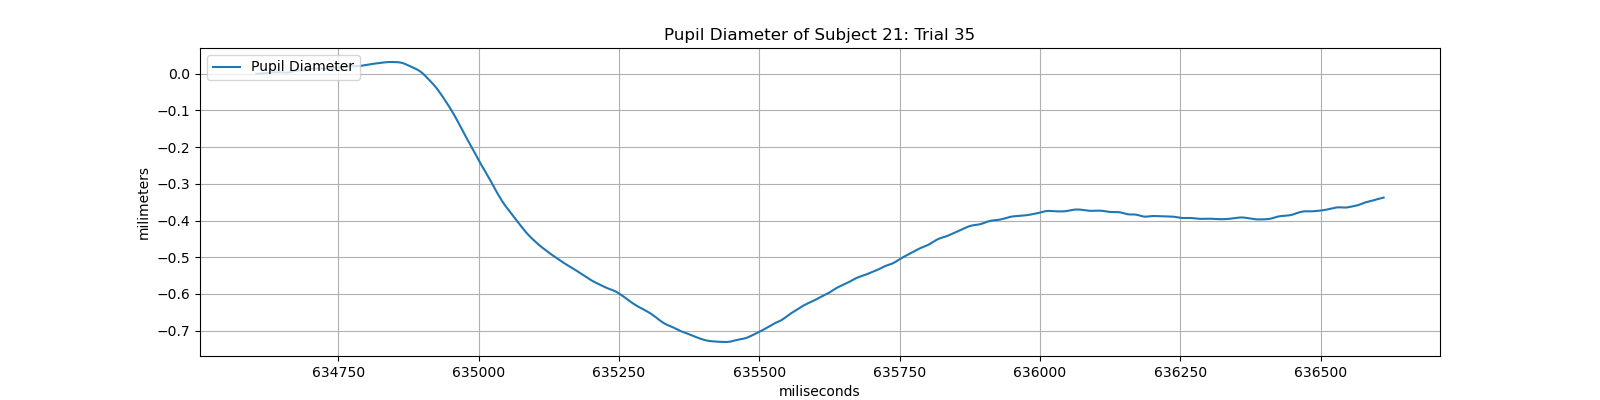 Pupil Diameter of Subject 21: Trial 35
Pupil Diameter
milimeters
0.0
−0.1
−0.2
−0.3
−0.4
−0.5
−0.6
−0.7
634750 635000 635250 635500 635750 636000 636250 636500
miliseconds